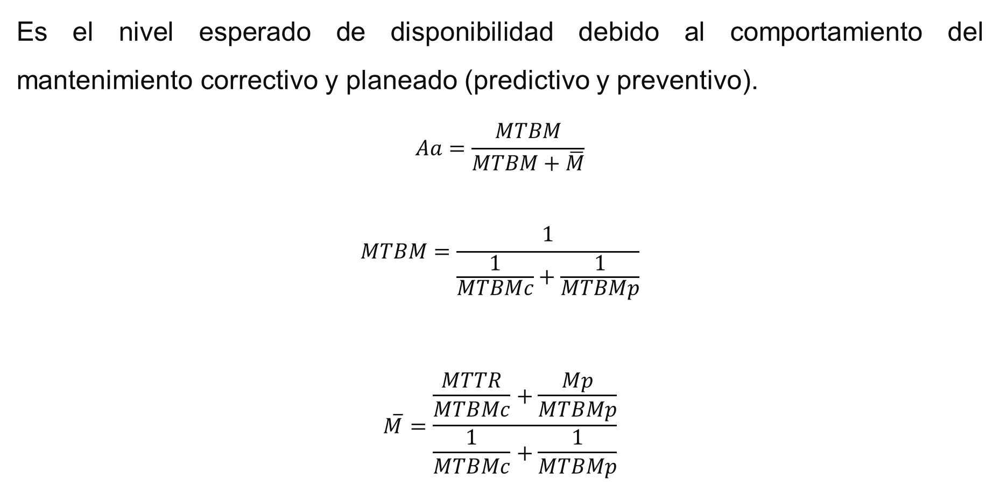 Es el nivel esperado de disponibilidad debido al comportamiento del
mantenimiento correctivo y planeado (predictivo y preventivo).
Aa = \frac{MTBM}{MTBM + \bar{M}}
MTBM = \frac{1}{\frac{1}{MTBMc} + \frac{1}{MTBMp}}
\bar{M} = \frac{\frac{MTTR}{MTBMc} + \frac{Mp}{MTBMp}}{\frac{1}{MTBMc} + \frac{1}{MTBMp}}